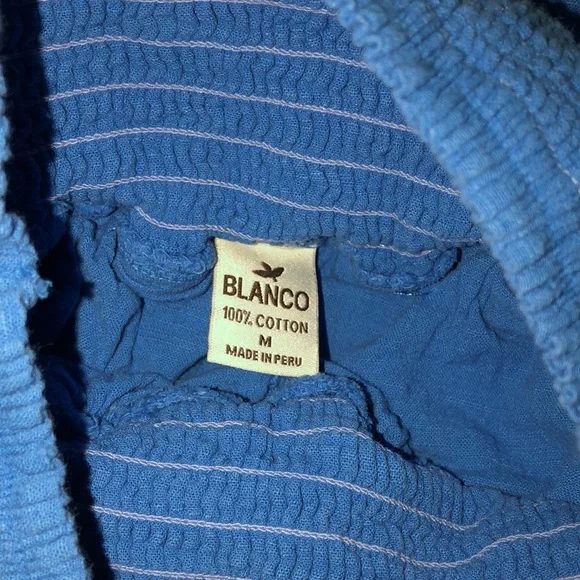 BLANCO
100% COTTON
M
MADE IN PERU